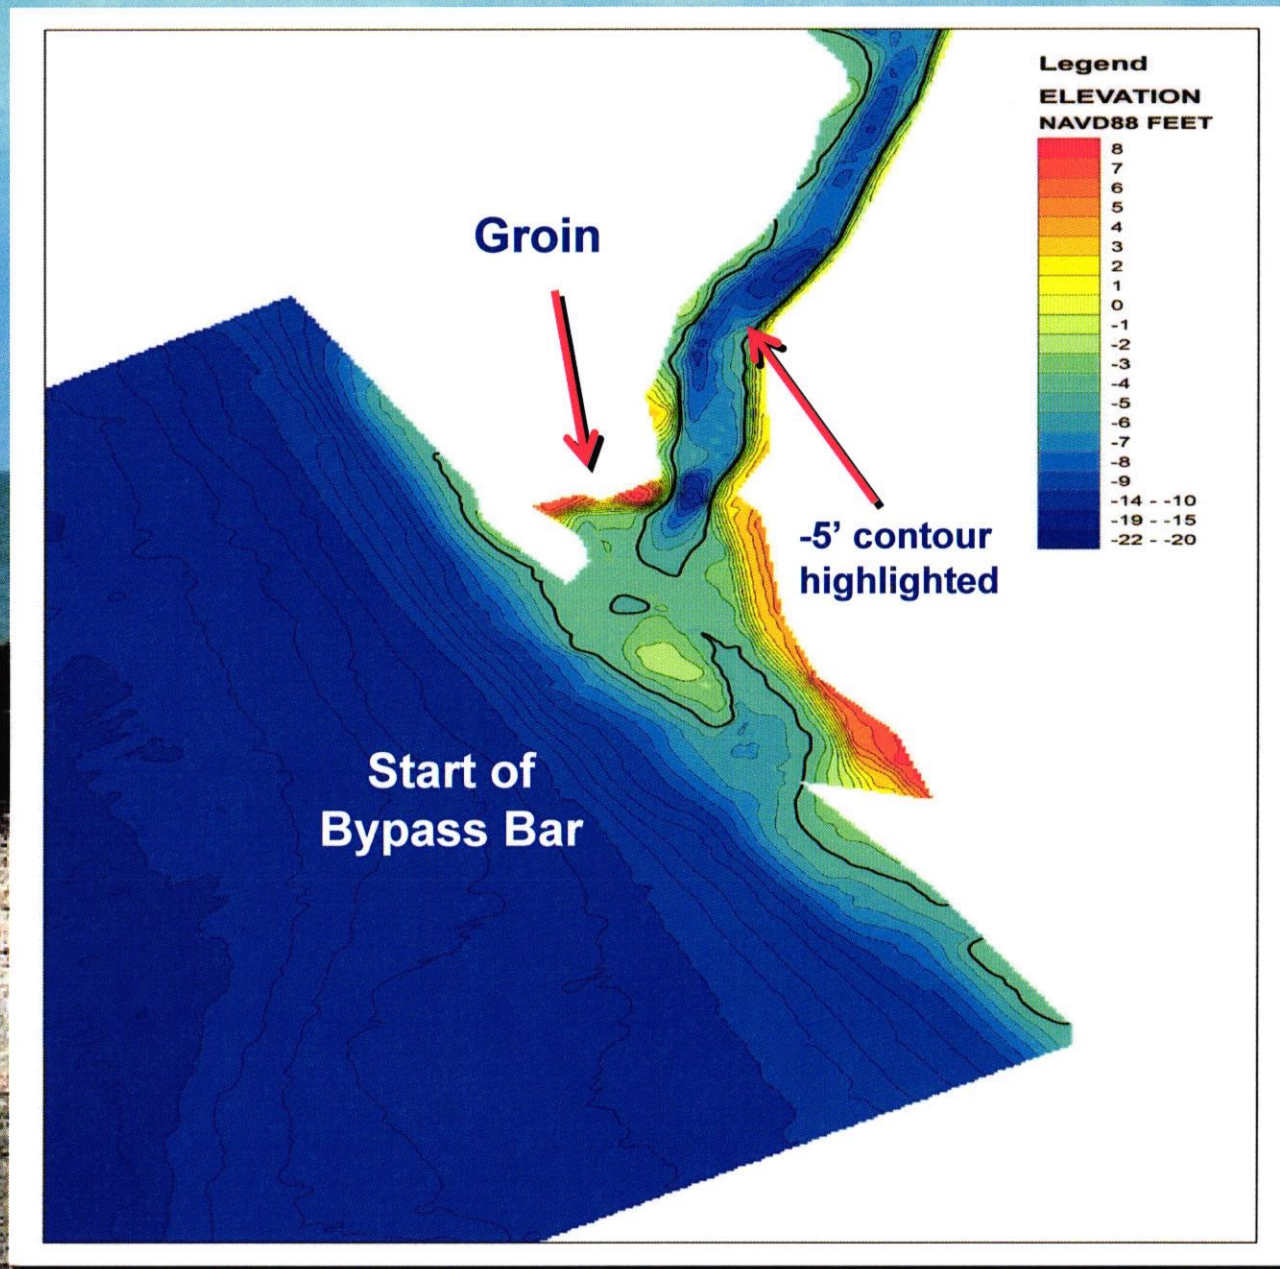 Legend
ELEVATION
NAVD88 FEET
8
7
6
5
4
3
2
1
0
-1
-2
-3
-4
-5
-6
-7
-8
-9
-14 - -10
-19 - -15
-22 - -20
Groin
-5’ contour
highlighted
Start of
Bypass Bar